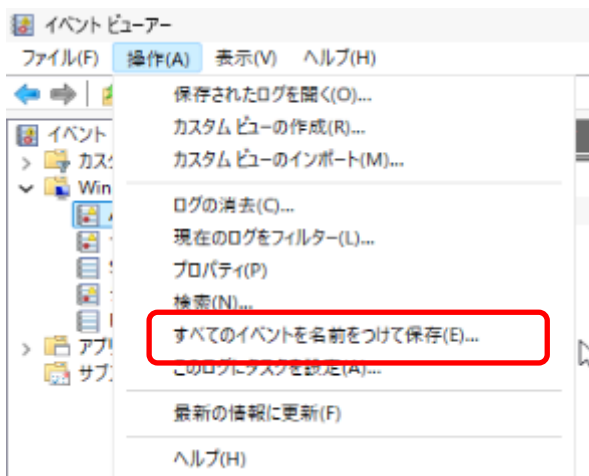 イベント ビューアー
ファイル(F) 操作(A) 表示(V) ヘルプ(H)
保存されたログを開く(O)...
カスタム ビューの作成(R)...
カスタム ビューのインポート(M)...
ログの消去(C)...
現在のログをフィルター(L)...
プロパティ(P)
検索(N)...
すべてのイベントを名前をつけて保存(E)...
このログにタスクを設定(A)...
最新の情報に更新(F)
ヘルプ(H)
イベント
カス
Win
アプ
サブ